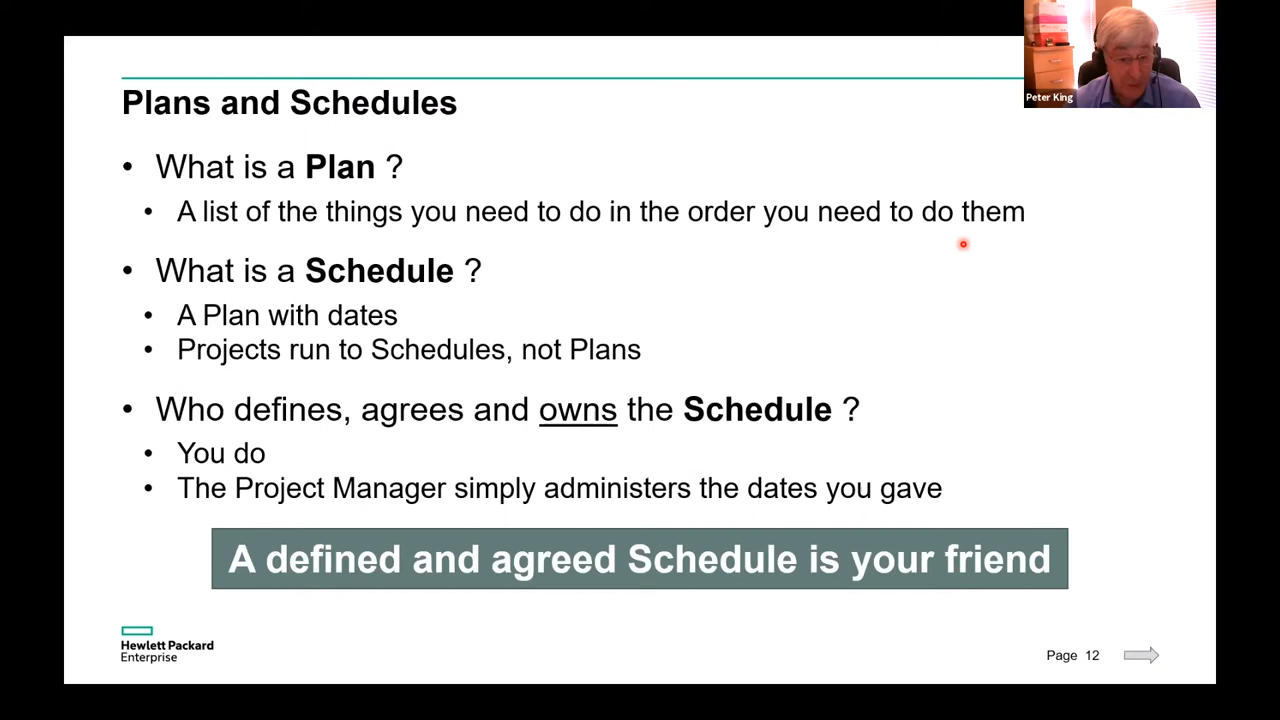 Peter King
Plans and Schedules
• What is a Plan ?
• A list of the things you need to do in the order you need to do them
• What is a Schedule ?
• A Plan with dates
• Projects run to Schedules, not Plans
• Who defines, agrees and owns the Schedule ?
• You do
• The Project Manager simply administers the dates you gave
A defined and agreed Schedule is your friend
Hewlett Packard
Enterprise
Page 12